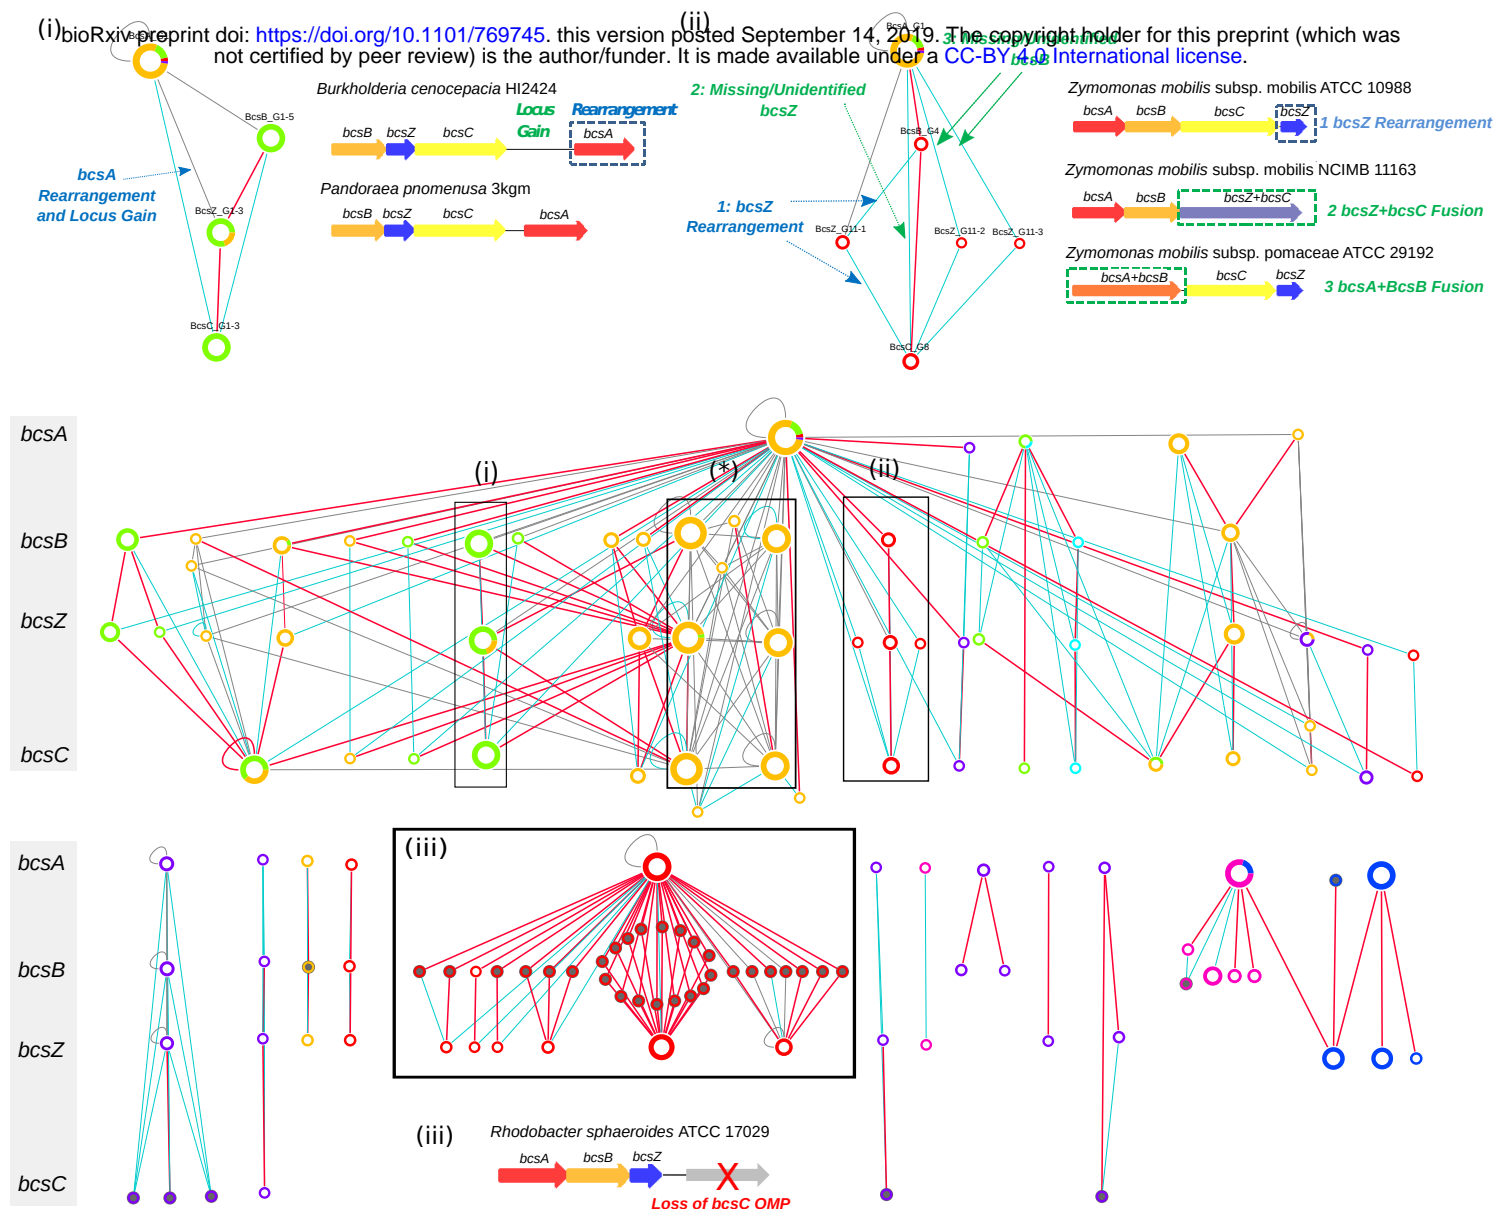 (i)
bioRxiv preprint doi: https://doi.org/10.1101/769745. this version posted September 14, 2019. The copyright holder for this preprint (which was
not certified by peer review) is the author/funder. It is made available under a CC-BY 4.0 International license.
BcsB_G1-5
bcsA
Rearrangement
and Locus Gain
BcsZ_G1-3
BcsC_G1-3
Burkholderia cenocepacia HI2424
Locus
Gain
Rearrangement
bcsB bcsZ bcsC bcsA
Pandoraea pnomenusa 3kgm
bcsB bcsZ bcsC bcsA
(ii)
BcsA_G1
3: Missing/Unidentified
bcsB
2: Missing/Unidentified
bcsZ
BcsB_G4
1: bcsZ
Rearrangement
BcsZ_G11-1
BcsZ_G11-2
BcsZ_G11-3
BcsC_G8
Zymomonas mobilis subsp. mobilis ATCC 10988
bcsA bcsB bcsC bcsZ
1 bcsZ Rearrangement
Zymomonas mobilis subsp. mobilis NCIMB 11163
bcsA bcsB bcsZ+bcsC
2 bcsZ+bcsC Fusion
Zymomonas mobilis subsp. pomaceae ATCC 29192
bcsA+bcsB bcsC bcsZ
3 bcsA+BcsB Fusion
bcsA
(i)
(*)
(ii)
bcsB
bcsZ
bcsC
bcsA
(iii)
bcsB
bcsZ
bcsC
(iii)
Rhodobacter sphaeroides ATCC 17029
bcsA bcsB bcsZ
Loss of bcsC OMP